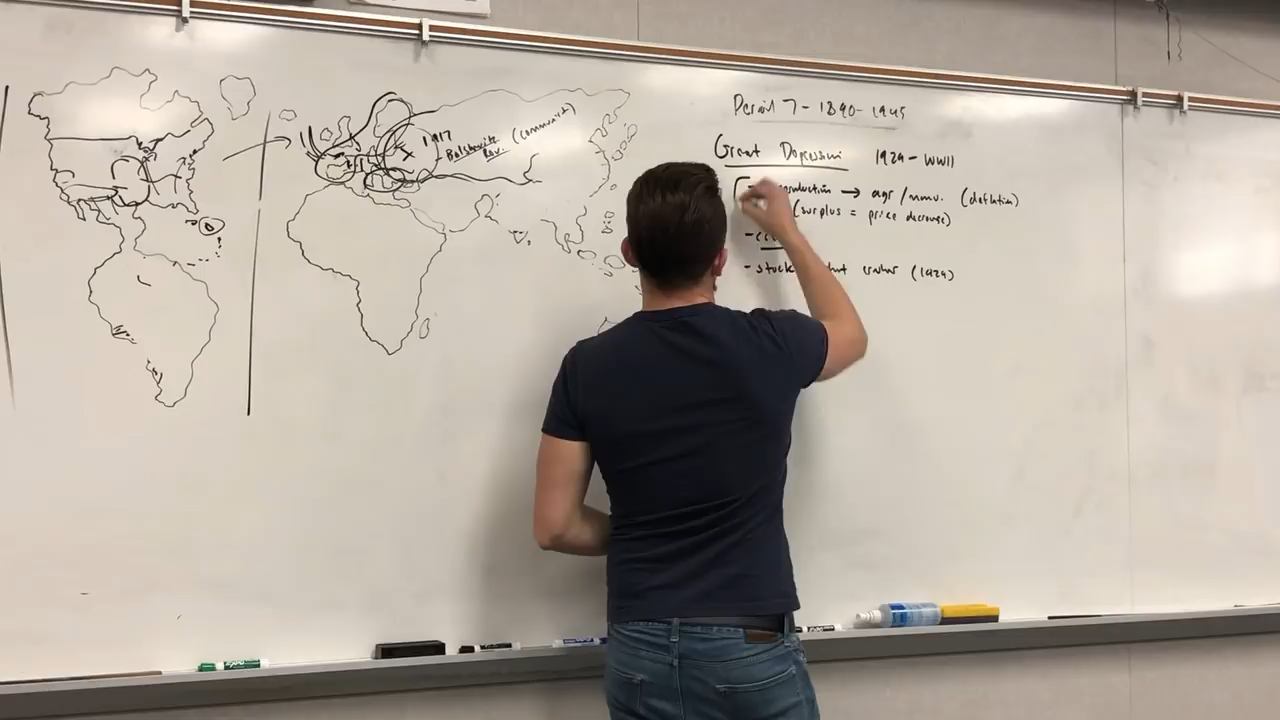 Period 7 - 1890-1945
Great Depression 1929 - WWII
→ agr / manu. (deflation)
(surplus = price decrease)
- stock (1929)
1917
- Bolshevik (communist)
Rev.
EXPO